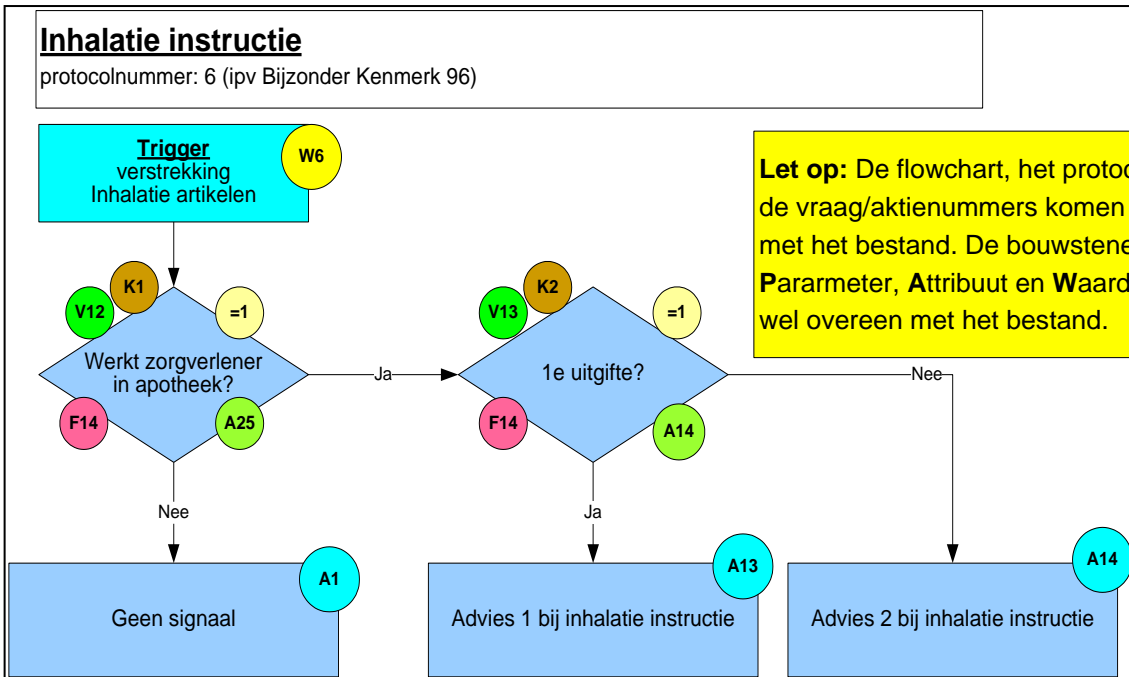 Inhalatie instructie
protocolnummer: 6 (ipv Bijzonder Kenmerk 96)
Trigger
verstrekking
Inhalatie artikelen
W6
Let op: De flowchart, het protoc
de vraag/aktienummers komen
met het bestand. De bouwstene
Pararmeter, Attribuut en Waard
wel overeen met het bestand.
K1
V12
=1
Werkt zorgverlener
in apotheek?
F14
A25
Ja
K2
V13
=1
1e uitgifte?
F14
A14
Nee
Nee
Ja
A1
Geen signaal
A13
Advies 1 bij inhalatie instructie
A14
Advies 2 bij inhalatie instructie